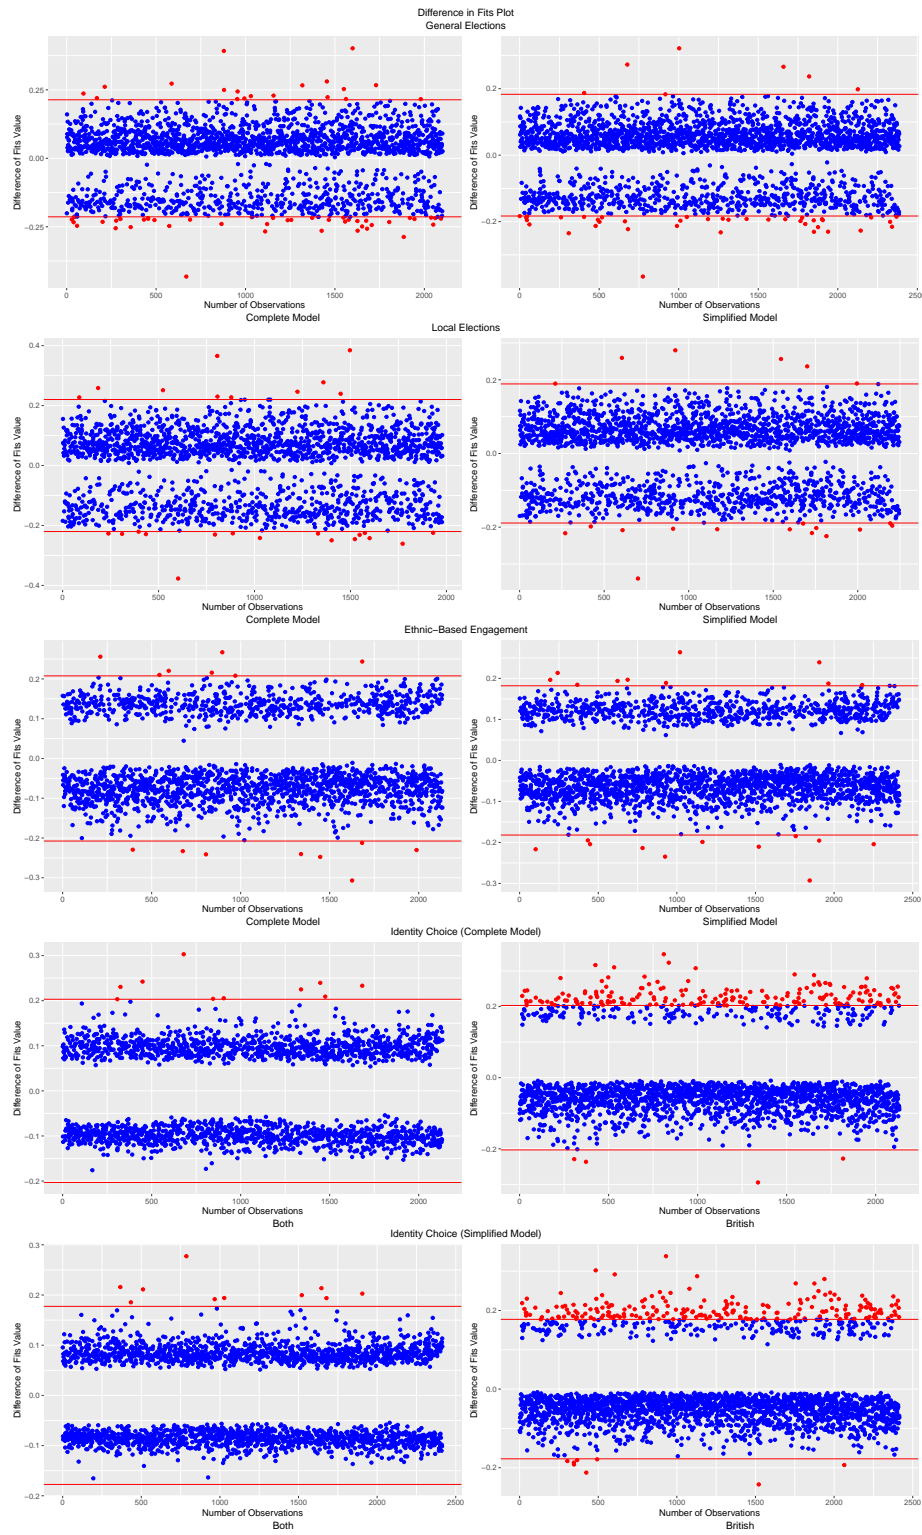 Difference in Fits Plot
General Elections
Difference of Fits Value
0.25
0.00
−0.25
0 500 1000 1500 2000
Number of Observations
Complete Model
Difference of Fits Value
0.2
0.0
−0.2
0 500 1000 1500 2000 2500
Number of Observations
Simplified Model
Local Elections
Difference of Fits Value
0.4
0.2
0.0
−0.2
−0.4
0 500 1000 1500 2000
Number of Observations
Complete Model
Difference of Fits Value
0.2
0.0
−0.2
0 500 1000 1500 2000
Number of Observations
Simplified Model
Ethnic−Based Engagement
Difference of Fits Value
0.2
0.1
0.0
−0.1
−0.2
−0.3
0 500 1000 1500 2000
Number of Observations
Complete Model
Difference of Fits Value
0.2
0.1
0.0
−0.1
−0.2
−0.3
0 500 1000 1500 2000 2500
Number of Observations
Simplified Model
Identity Choice (Complete Model)
Difference of Fits Value
0.3
0.2
0.1
0.0
−0.1
−0.2
0 500 1000 1500 2000
Number of Observations
Both
Difference of Fits Value
0.2
0.0
−0.2
0 500 1000 1500 2000
Number of Observations
British
Identity Choice (Simplified Model)
Difference of Fits Value
0.3
0.2
0.1
0.0
−0.1
−0.2
0 500 1000 1500 2000 2500
Number of Observations
Both
Difference of Fits Value
0.2
0.0
−0.2
0 500 1000 1500 2000 2500
Number of Observations
British